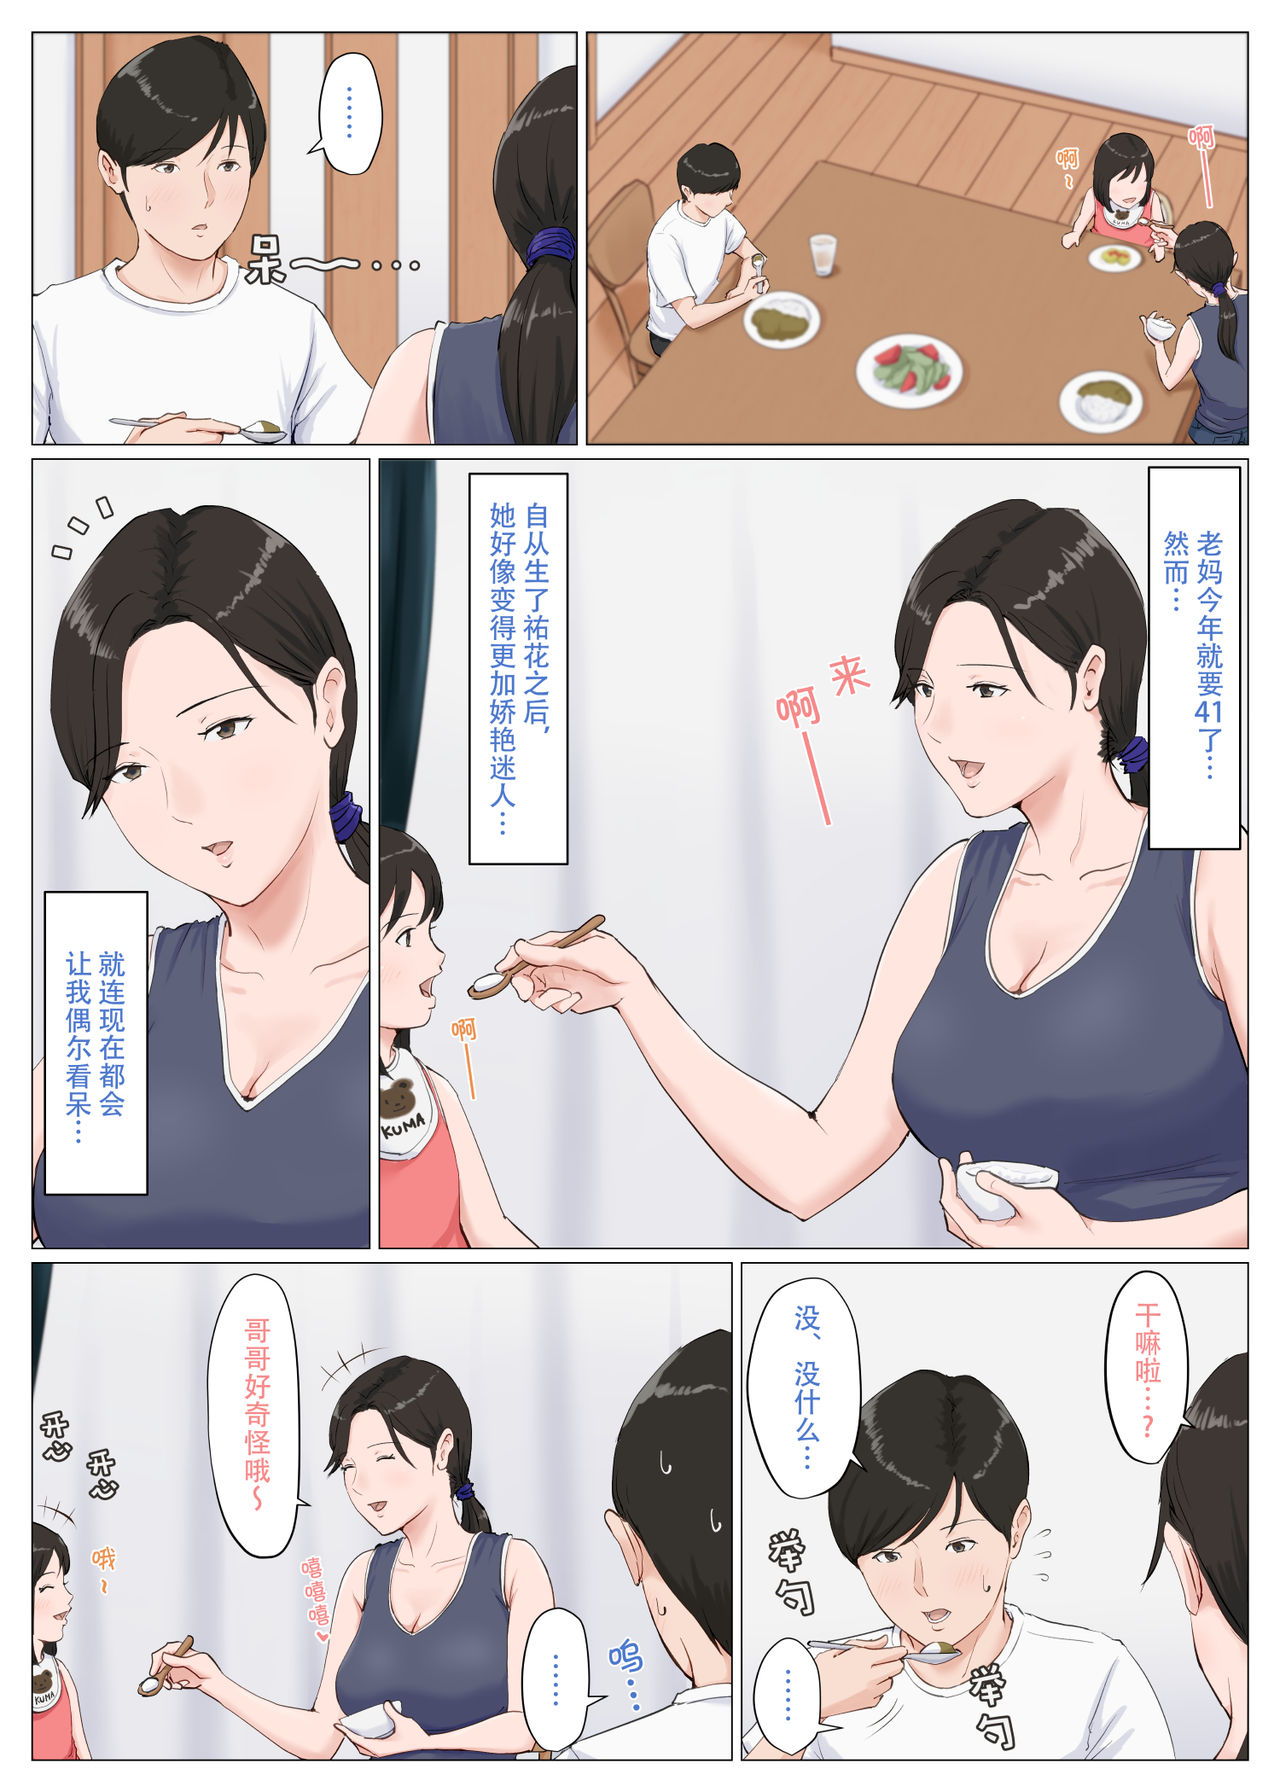 啊
啊~
KUMA
……
呆～…
老妈今年就要41了…
然而…
自从生了祐花之后,
她好像变得更加娇艳迷人…
来
啊
啊
KUMA
就连现在都会
让我偶尔看呆…
干嘛啦…?
没、没什么…
举勺
举勺
……
哥哥好奇怪哦～
嘻嘻嘻
开心
开心
哦~
KUMA
呜…
……